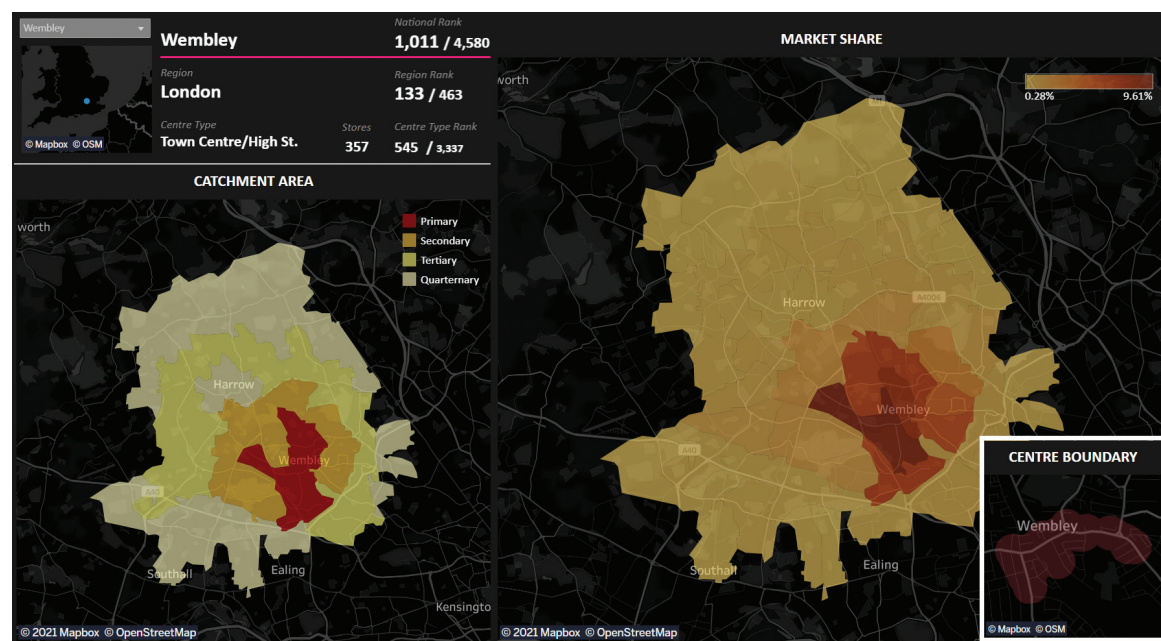 Wembley
© Mapbox © OSM
Wembley
National Rank
1,011 / 4,580
Region
London
Region Rank
133 / 463
Centre Type
Town Centre/High St.
Stores
357
Centre Type Rank
545 / 3,337
CATCHMENT AREA
worth
Primary
Secondary
Tertiary
Quarternary
Harrow
Wembley
A40
Southall
Ealing
Kensingto
© 2021 Mapbox © OpenStreetMap
MARKET SHARE
worth
0.28% 9.61%
Harrow
A4006
Wembley
A40
Southall
Ealing
© 2021 Mapbox © OpenStreetMap
CENTRE BOUNDARY
Wembley
© Mapbox © OSM